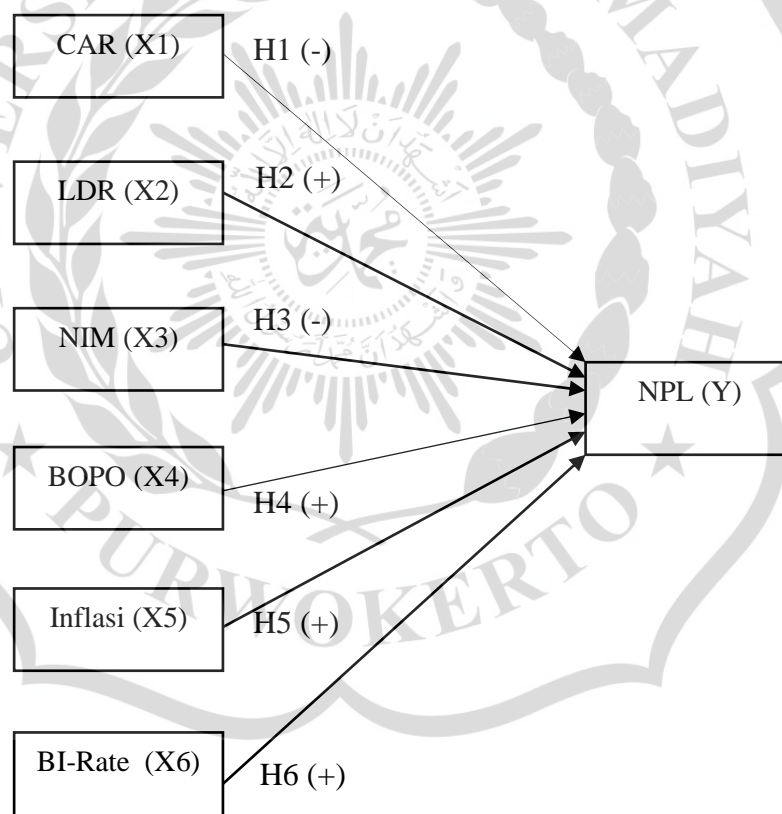 CAR (X1)
H1 (-)
LDR (X2)
H2 (+)
NIM (X3)
H3 (-)
NPL (Y)
BOPO (X4)
H4 (+)
Inflasi (X5)
H5 (+)
BI-Rate (X6)
H6 (+)
PURWOKERTO